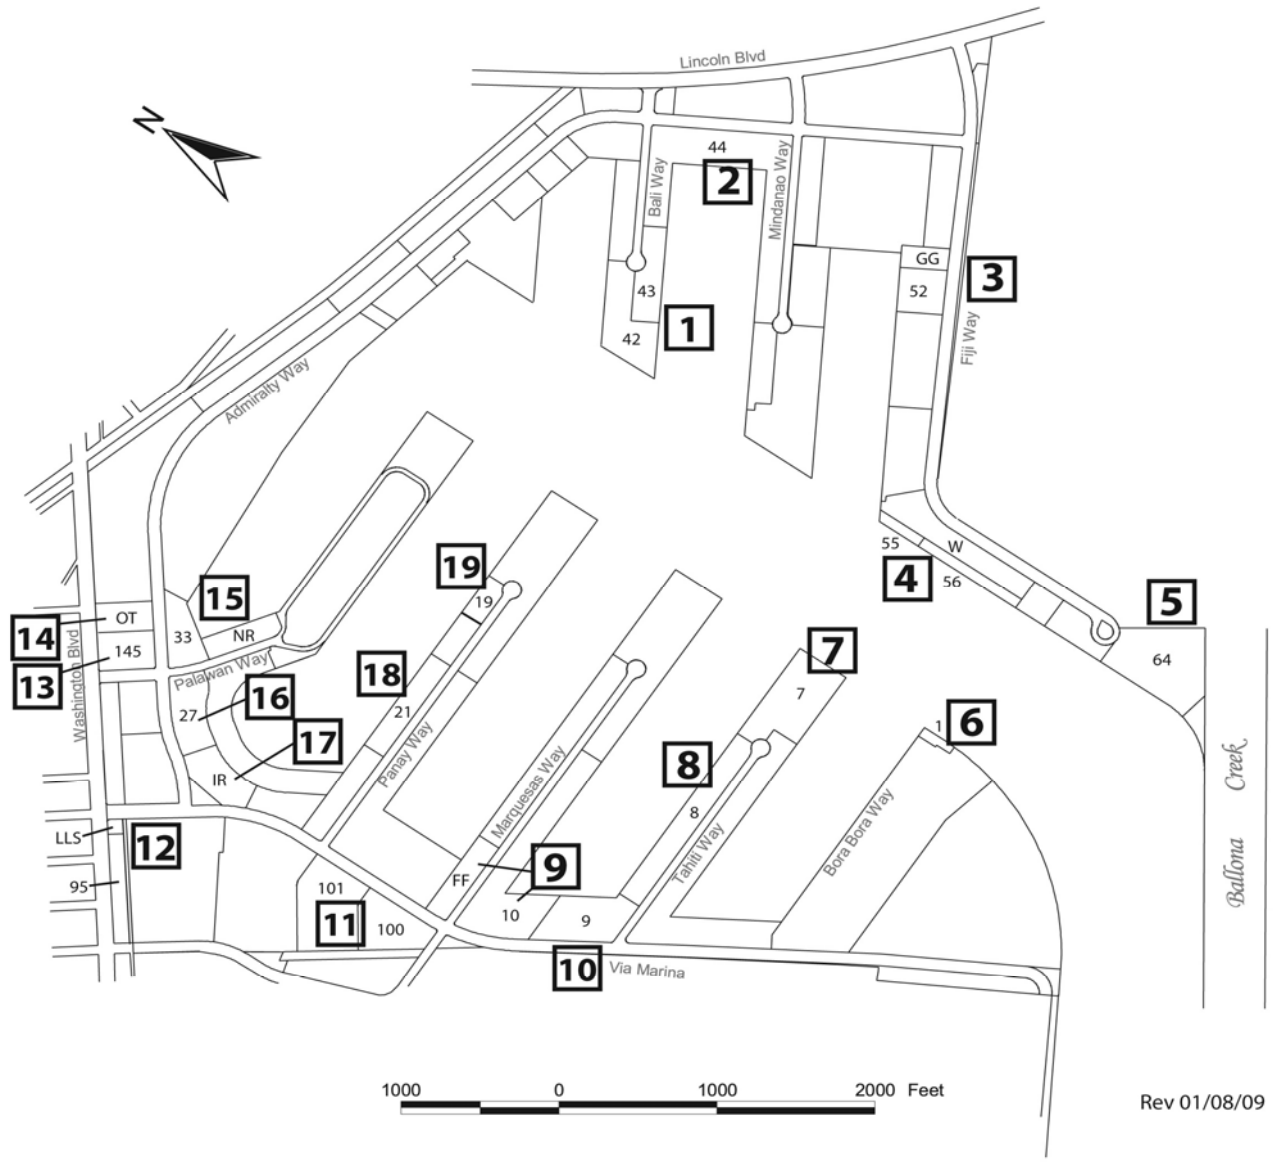 Lincoln Blvd
N
44
2
Bali Way
Mindanao Way
GG
3
43
52
1
42
Fiji Way
Admiralty Way
55
W
4
56
19
15
19
5
14
OT
NR
33
64
13
145
Washington Blvd
Palawan Way
18
7
16
27
21
7
1
6
17
Panay Way
8
IR
Marquesas Way
8
Bora Bora Way
Ballona Creek
LLS
12
Tahiti Way
9
95
101
FF
11
100
10
9
10
Via Marina
1000 0 1000 2000 Feet
Rev 01/08/09